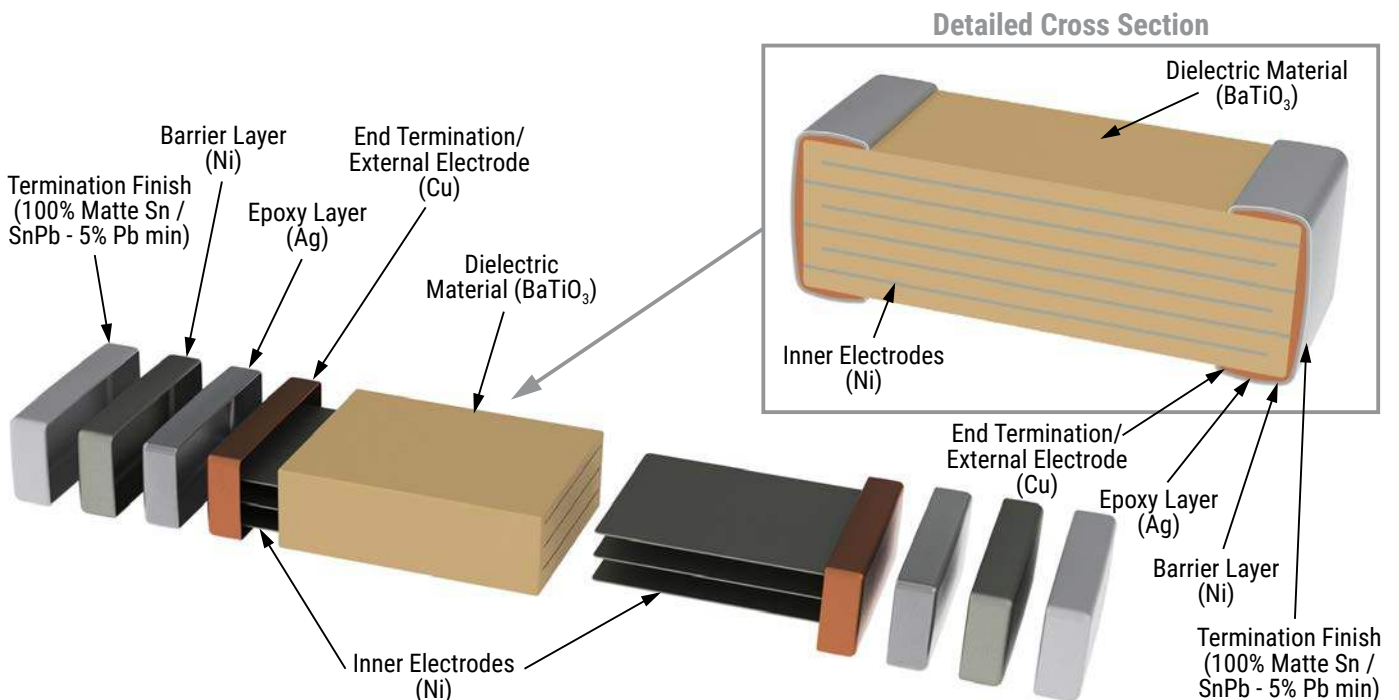 Detailed Cross Section
Dielectric Material
(BaTiO₃)
Inner Electrodes
(Ni)
End Termination/
External Electrode
(Cu)
Epoxy Layer
(Ag)
Barrier Layer
(Ni)
Termination Finish
(100% Matte Sn /
SnPb - 5% Pb min)
Termination Finish
(100% Matte Sn /
SnPb - 5% Pb min)
Barrier Layer
(Ni)
Epoxy Layer
(Ag)
End Termination/
External Electrode
(Cu)
Dielectric
Material (BaTiO₃)
Inner Electrodes
(Ni)